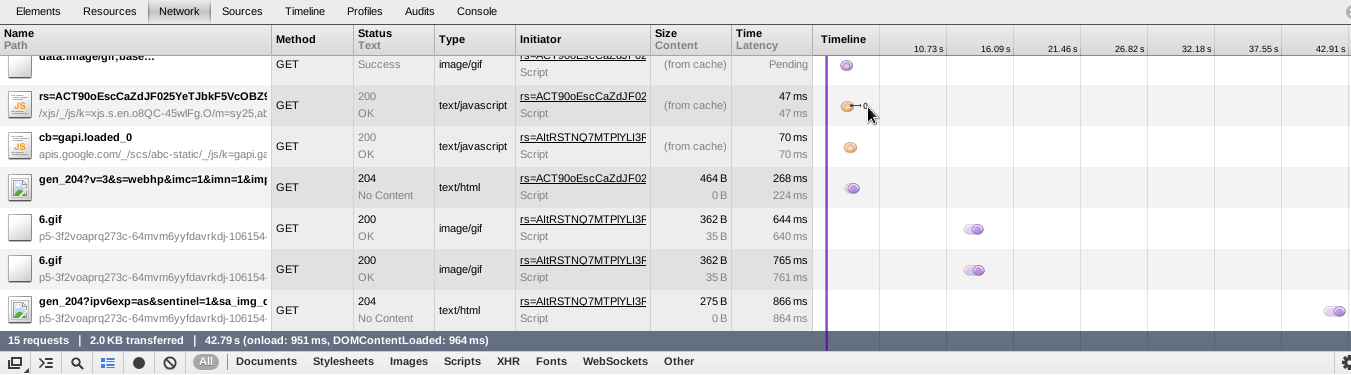 Elements Resources Network Sources Timeline Profiles Audits Console
Name Path Method Status Text Type Initiator Size Content Time Latency Timeline 10.73 s 16.09 s 21.46 s 26.82 s 32.18 s 37.55 s 42.91 s
GET Success image/gif Script (from cache) Pending
rs=ACT90oEscCaZdJF025YeTJbkF5VcOBZ9 200 rs=ACT90oEscCaZdJF02 47 ms
JS GET text/javascript (from cache)
/xjs/_/js/k=xjs.s.en.o8QC-45wlFg.O/m=sy25,ab OK Script 47 ms
cb=gapi.loaded_0 200 rs=AItRSTNQ7MTPlYLI3F 70 ms
JS GET text/javascript (from cache)
apis.google.com/_/scs/abc-static/_/js/k=gapi.ga OK Script 70 ms
gen_204?v=3&s=webhp&imc=1&imn=1&imp 204 rs=ACT90oEscCaZdJF02 464 B 268 ms
GET text/html
No Content Script 0 B 224 ms
6.gif 200 rs=AItRSTNQ7MTPlYLI3F 362 B 644 ms
GET image/gif
p5-3f2voaprq273c-64mvm6yyfdavrkdj-106154- OK Script 35 B 640 ms
6.gif 200 rs=AItRSTNQ7MTPlYLI3F 362 B 765 ms
GET image/gif
p5-3f2voaprq273c-64mvm6yyfdavrkdj-106154- OK Script 35 B 761 ms
gen_204?ipv6exp=as&sentinel=1&sa_img_c 204 rs=AItRSTNQ7MTPlYLI3F 275 B 866 ms
GET text/html
p5-3f2voaprq273c-64mvm6yyfdavrkdj-106154- No Content Script 0 B 864 ms
15 requests | 2.0 KB transferred | 42.79 s (onload: 951 ms, DOMContentLoaded: 964 ms)
All Documents Stylesheets Images Scripts XHR Fonts WebSockets Other